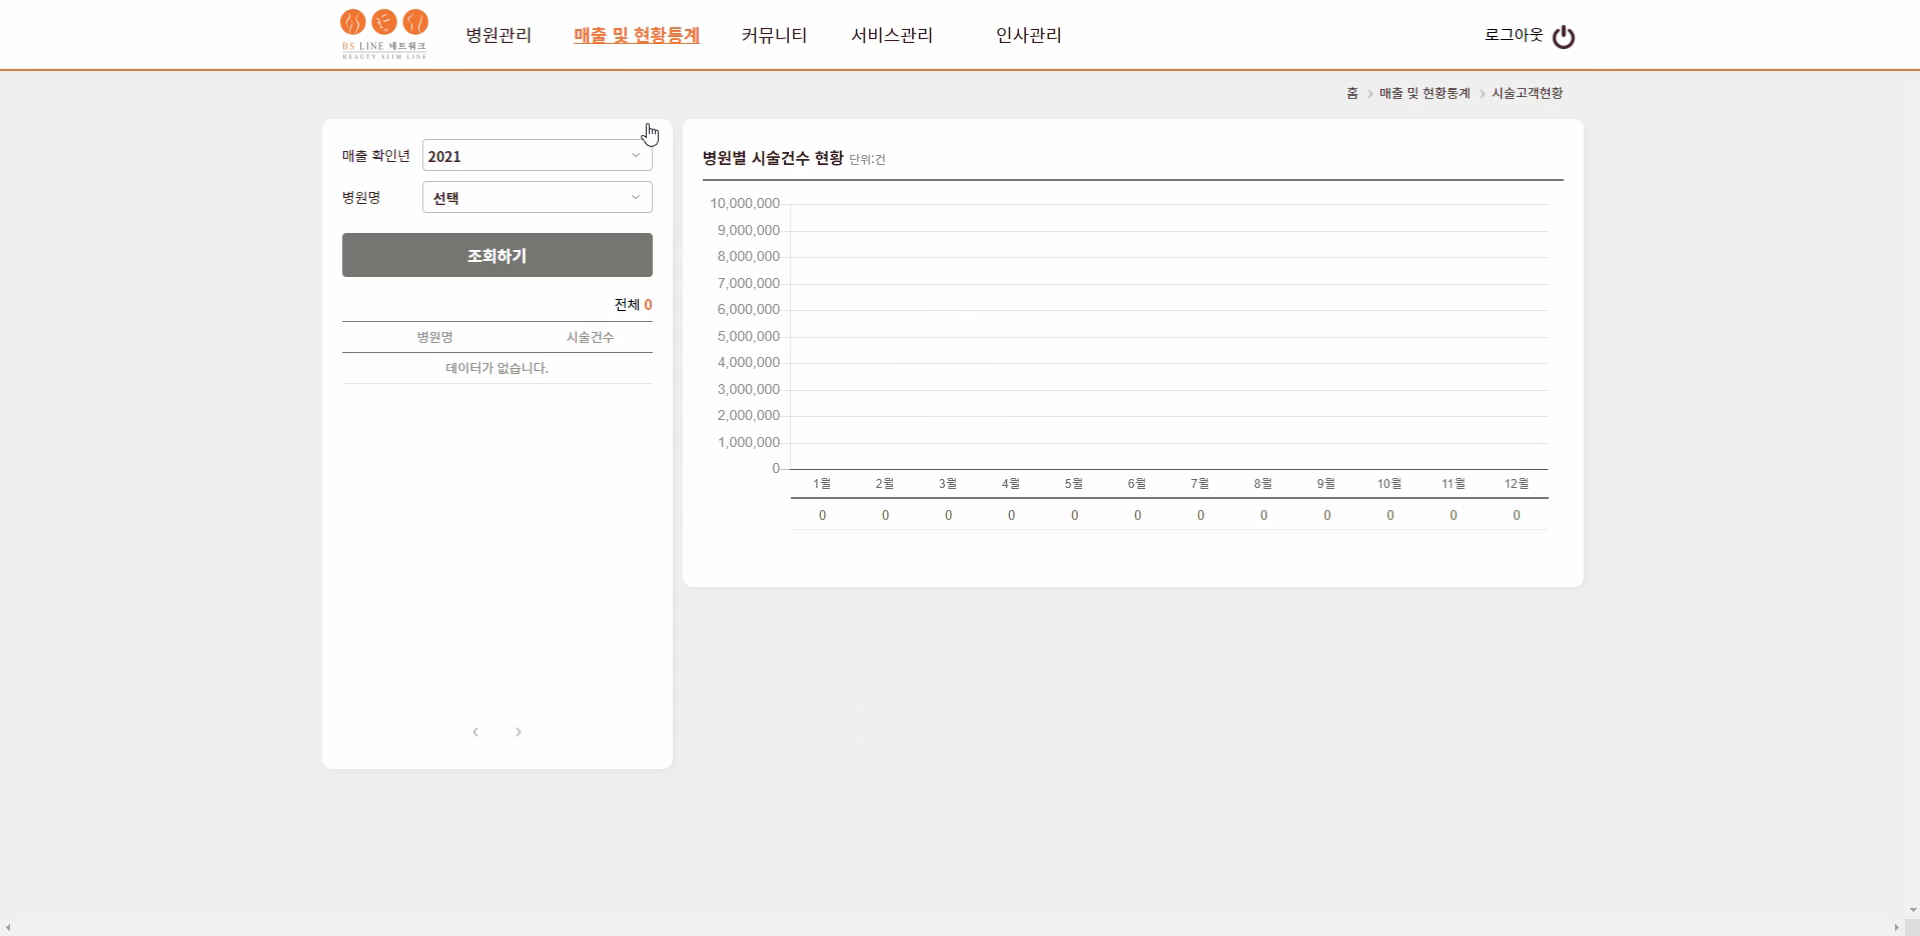 BS LINE 네트워크
BEAUTY SLIM LINE
병원관리
매출 및 현황통계
커뮤니티
서비스관리
인사관리
로그아웃
홈 > 매출 및 현황통계 > 시술고객현황
매출 확인년 2021
병원명 선택
조회하기
전체 0
병원명 시술건수
데이터가 없습니다.
병원별 시술건수 현황 단위:건
10,000,000
9,000,000
8,000,000
7,000,000
6,000,000
5,000,000
4,000,000
3,000,000
2,000,000
1,000,000
0
1월 2월 3월 4월 5월 6월 7월 8월 9월 10월 11월 12월
0 0 0 0 0 0 0 0 0 0 0 0